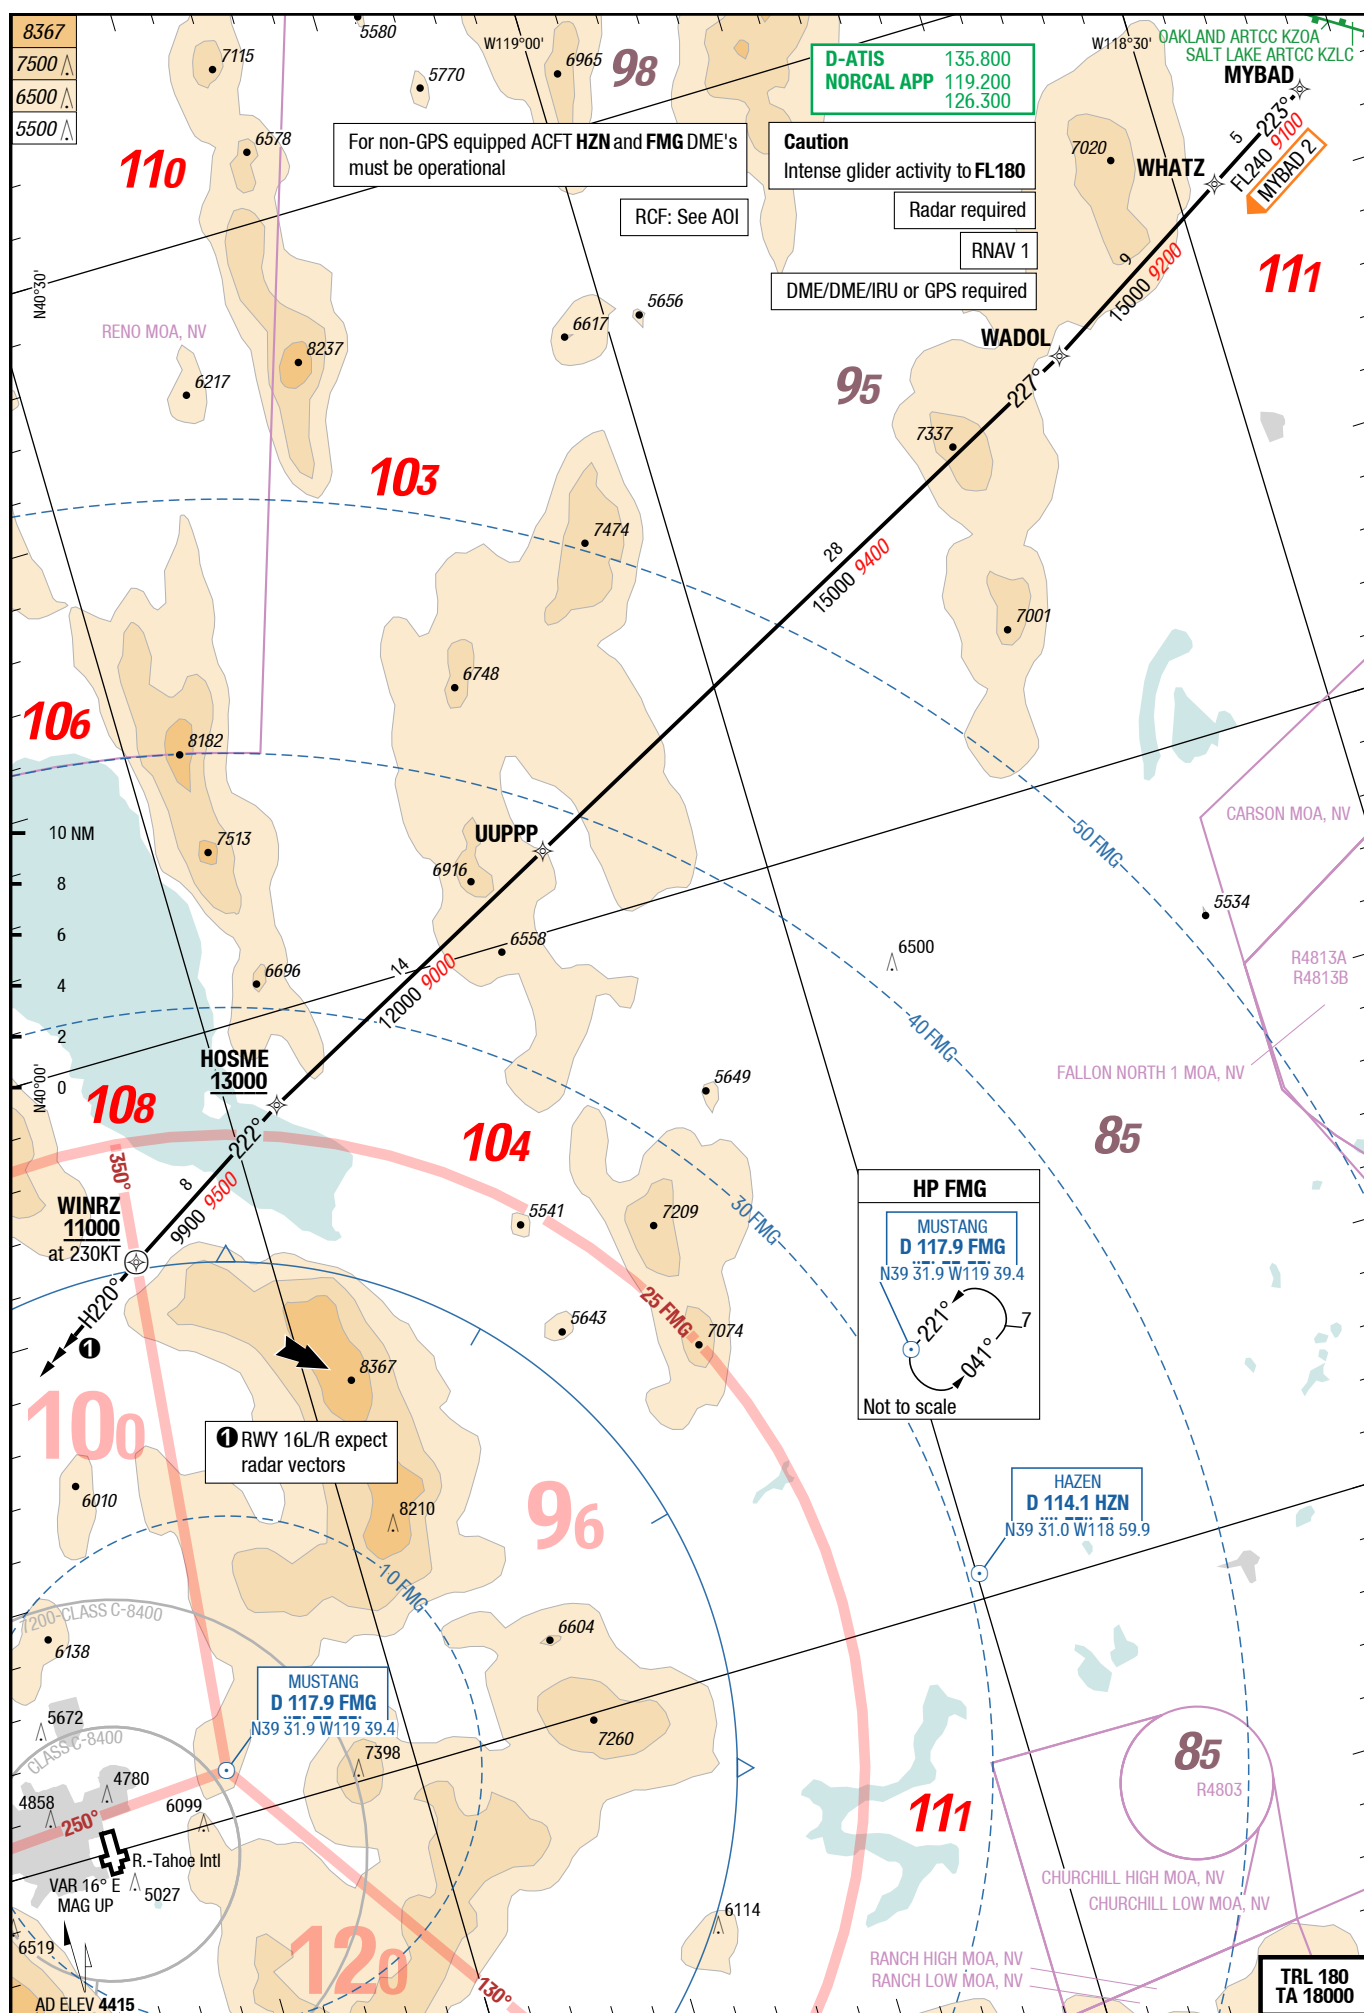 8367
7500
6500
5500
5580
7115
5770
6578
W119°00'
6965
98
D-ATIS 135.800
NORCAL APP 119.200
126.300
W118°30'
OAKLAND ARTCC KZOA
SALT LAKE ARTCC KZLC
MYBAD
223°
5
FL240 9100
MYBAD 2
WHATZ
7020
110
For non-GPS equipped ACFT HZN and FMG DME's
must be operational
Caution
Intense glider activity to FL180
RCF: See AOI
Radar required
RNAV 1
DME/DME/IRU or GPS required
111
9
15000 9200
N40°30'
RENO MOA, NV
8237
6217
6617
5656
WADOL
227°
95
7337
103
7474
28
15000 9400
7001
6748
106
8182
7513
10 NM
8
6
4
2
0
N40°00'
UUPPP
6916
6558
6696
14
12000 9000
50 FMG
CARSON MOA, NV
5534
6500
R4813A
R4813B
40 FMG
FALLON NORTH 1 MOA, NV
85
HOSME
13000
108
222°
104
5649
350°
8
9900 9500
WINRZ
11000
at 230KT
H220°
1
5541
7209
30 FMG
25 FMG
5643
7074
8367
HP FMG
MUSTANG
D 117.9 FMG
N39 31.9 W119 39.4
221°
041°
7
Not to scale
100
1 RWY 16L/R expect
radar vectors
6010
8210
96
HAZEN
D 114.1 HZN
N39 31.0 W118 59.9
10 FMG
7200-CLASS C-8400
6138
6604
MUSTANG
D 117.9 FMG
N39 31.9 W119 39.4
5672
CLASS C-8400
7260
7398
4780
4858
6099
250°
R.-Tahoe Intl
VAR 16° E
MAG UP
5027
85
R4803
111
CHURCHILL HIGH MOA, NV
CHURCHILL LOW MOA, NV
6114
6519
120
130°
RANCH HIGH MOA, NV
RANCH LOW MOA, NV
AD ELEV 4415
TRL 180
TA 18000